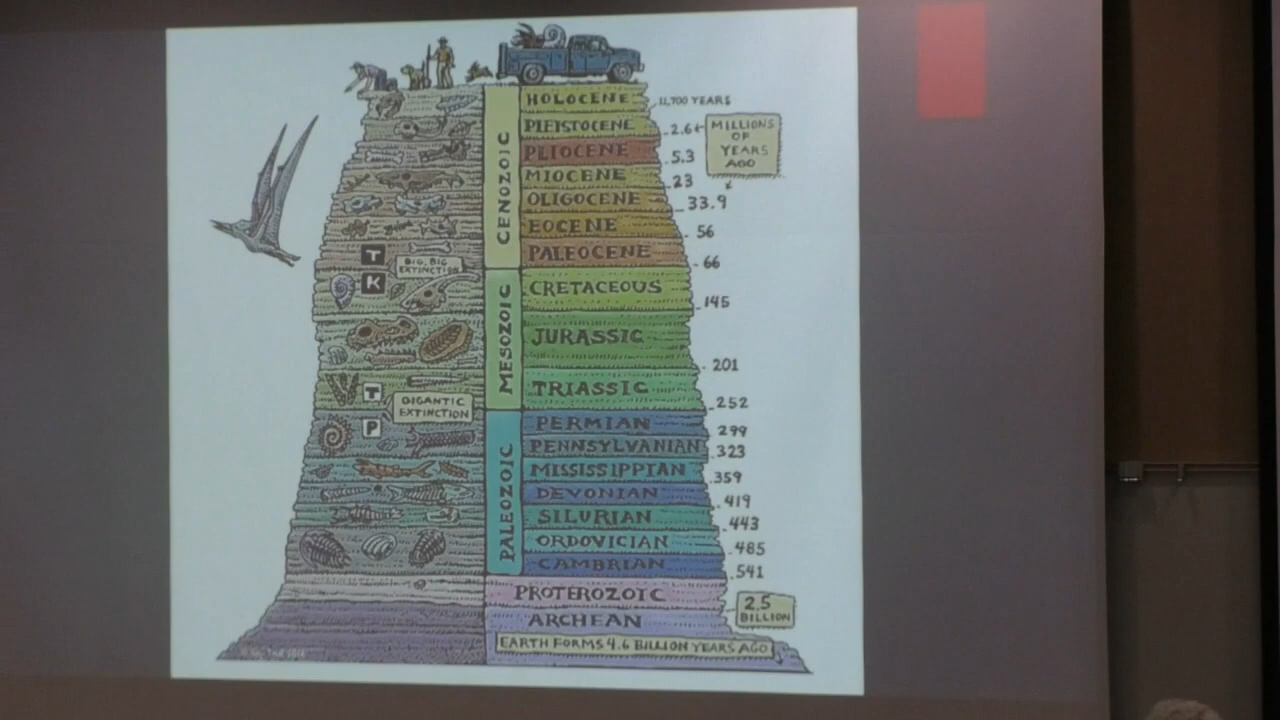 HOLOCENE
11,700 YEARS
PLEISTOCENE
2.6
MILLIONS
OF
YEARS
AGO
PLIOCENE
5.3
MIOCENE
23
OLIGOCENE
33.9
EOCENE
56
PALEOCENE
66
CENOZOIC
T
BIG, BIG
EXTINCTION
K
CRETACEOUS
145
JURASSIC
201
TRIASSIC
252
MESOZOIC
T
GIGANTIC
EXTINCTION
P
PERMIAN
299
PENNSYLVANIAN
323
MISSISSIPPIAN
359
DEVONIAN
419
SILURIAN
443
ORDOVICIAN
485
CAMBRIAN
541
PALEOZOIC
PROTEROZOIC
2.5
BILLION
ARCHEAN
EARTH FORMS 4.6 BILLION YEARS AGO